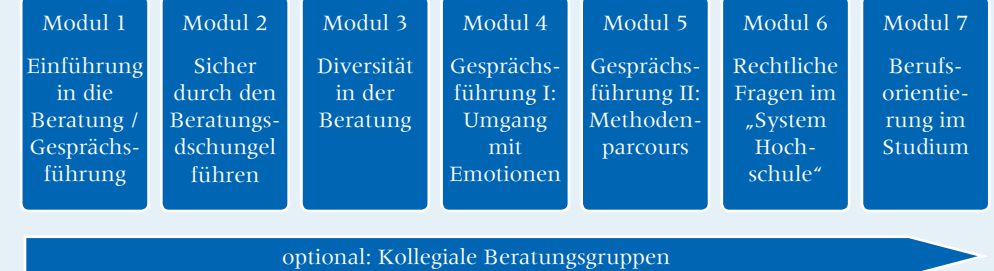 Modul 1
Einführung
in die
Beratung /
Gesprächs-
führung
Modul 2
Sicher
durch den
Beratungs-
dschungel
führen
Modul 3
Diversität
in der
Beratung
Modul 4
Gesprächs-
führung I:
Umgang
mit
Emotionen
Modul 5
Gesprächs-
führung II:
Methoden-
parcours
Modul 6
Rechtliche
Fragen im
„System
Hoch-
schule“
Modul 7
Berufs-
orientie-
rung im
Studium
optional: Kollegiale Beratungsgruppen